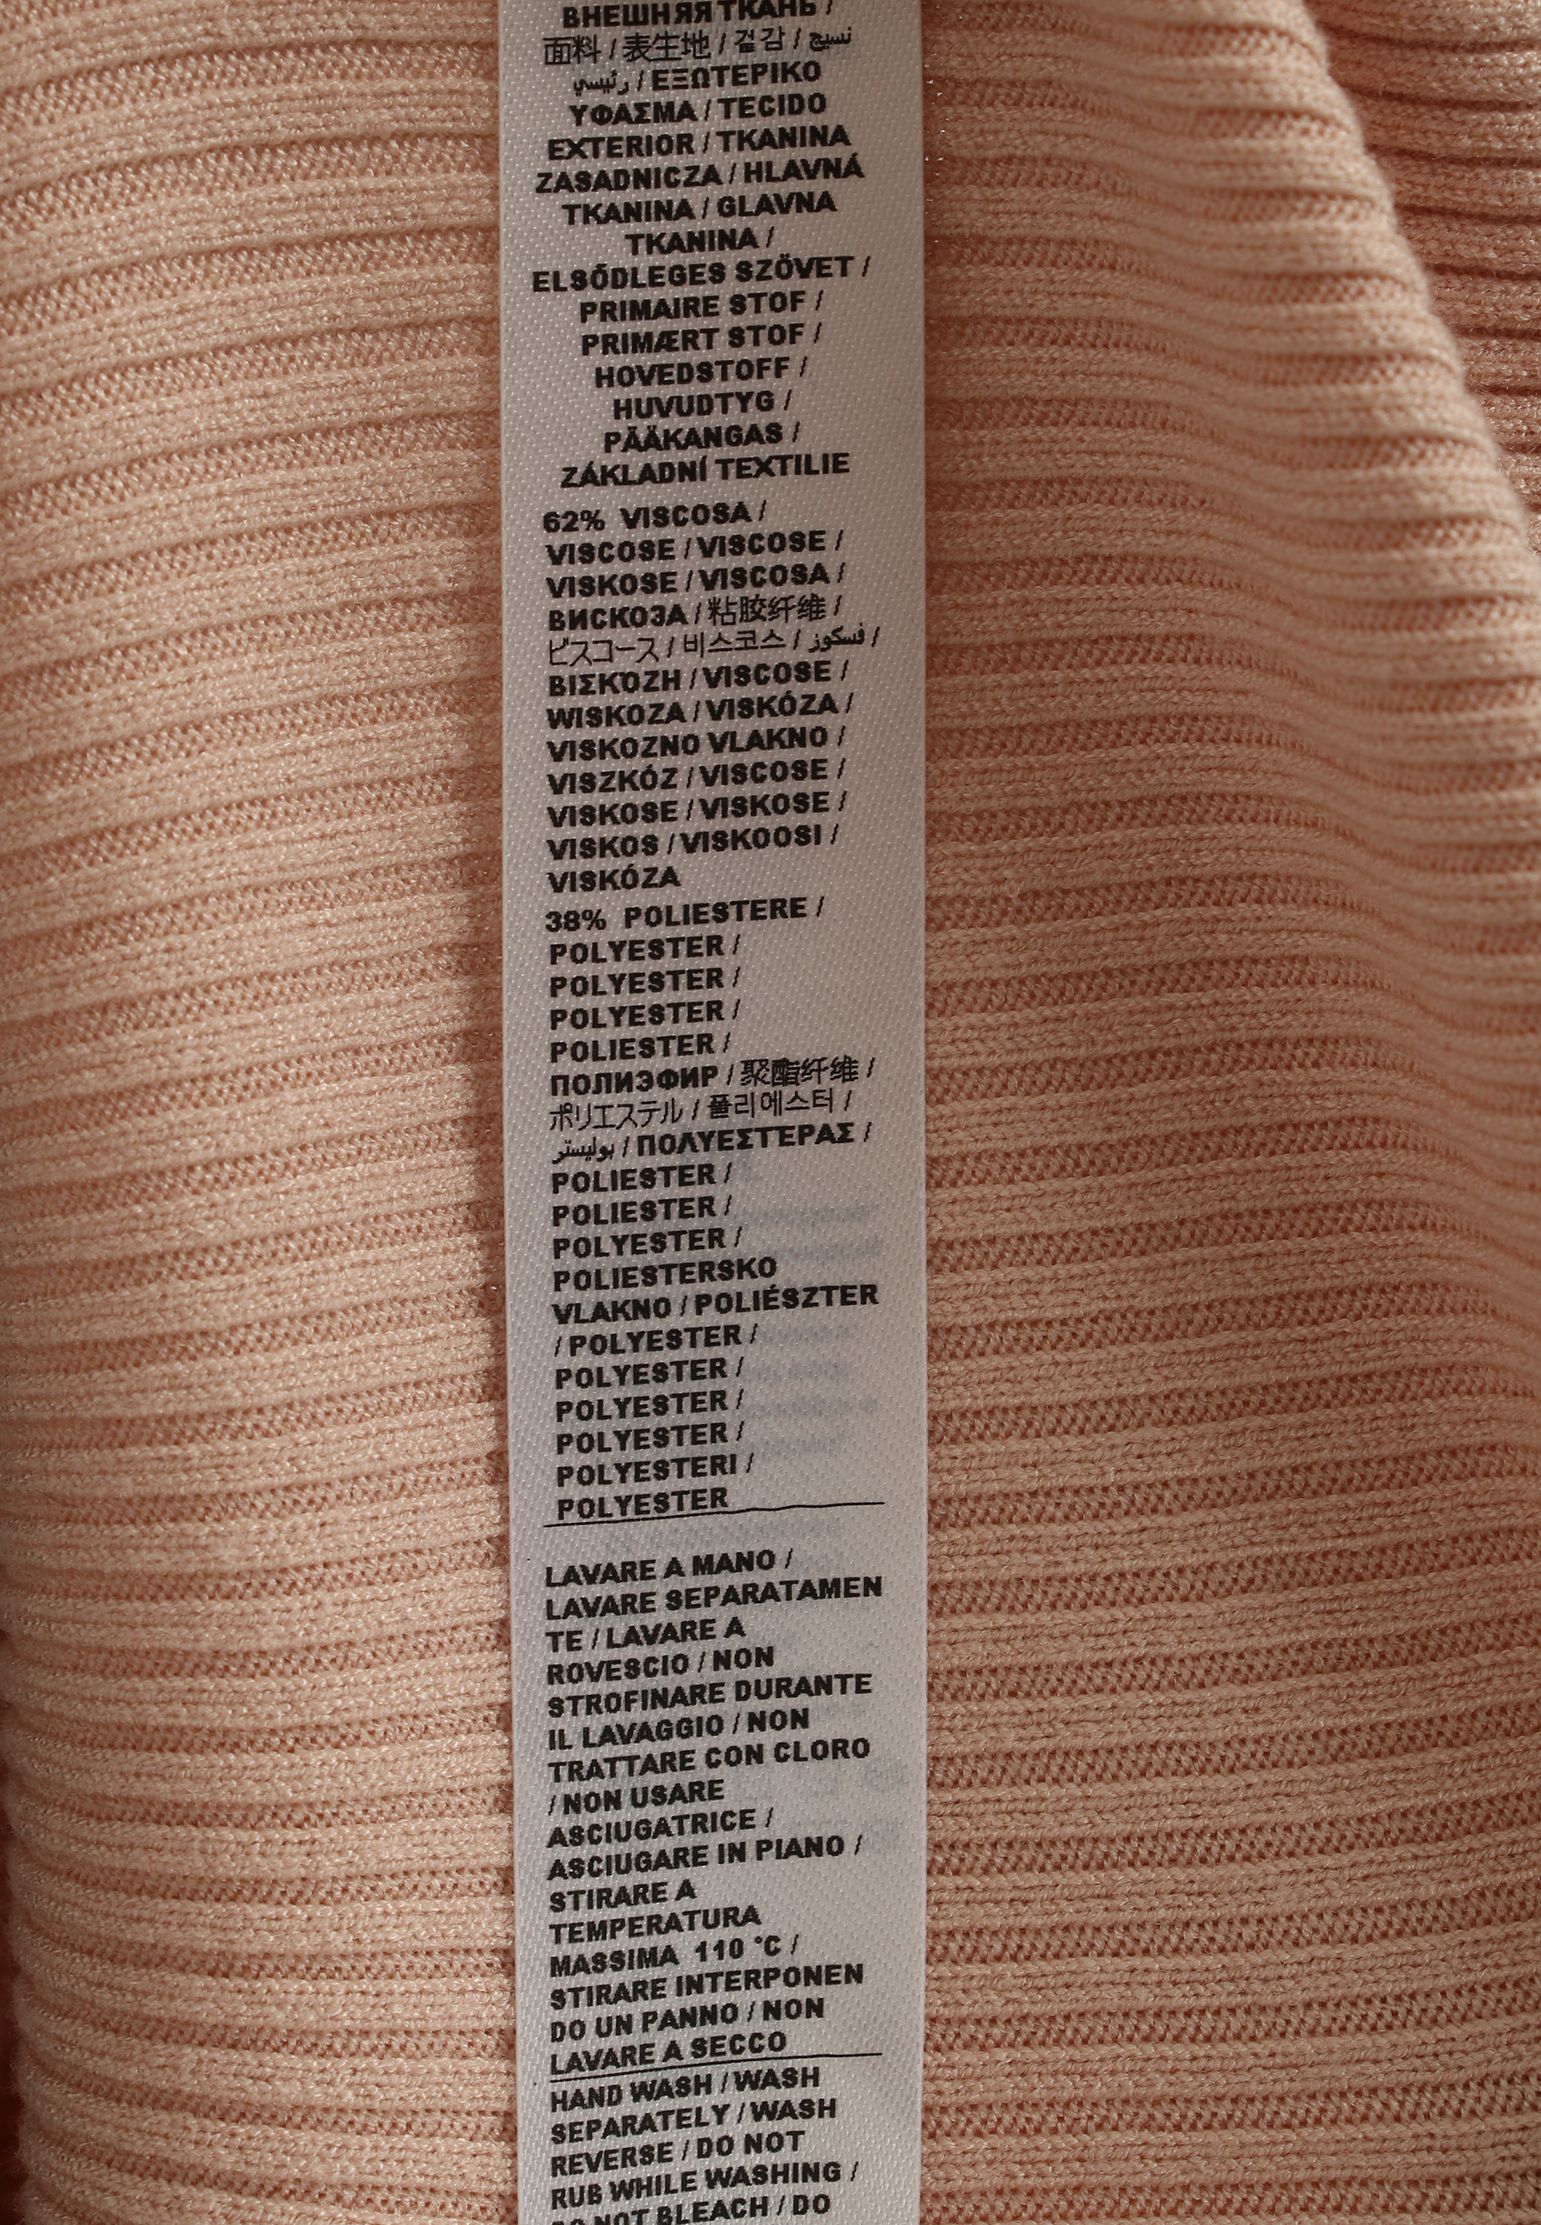 ВНЕШНЯЯ ТКАНЬ /
面料 / 表生地 / 겉감 / نسيج
رئيسي / ΕΞΩΤΕΡΙΚΟ
ΥΦΑΣΜΑ / TECIDO
EXTERIOR / TKANINA
ZASADNICZA / HLAVNÁ
TKANINA / GLAVNA
TKANINA /
ELSŐDLEGES SZÖVET /
PRIMAIRE STOF /
PRIMÆRT STOF /
HOVEDSTOFF /
HUVUDTYG /
PÄÄKANGAS /
ZÁKLADNÍ TEXTILIE
62% VISCOSA /
VISCOSE / VISCOSE /
VISKOSE / VISCOSA /
ВИСКОЗА / 粘胶纤维 /
ビスコース / 비스코스 / فسكوز /
ΒΙΣΚΌΖΗ / VISCOSE /
WISKOZA / VISKÓZA /
VISKOZNO VLAKNO /
VISZKÓZ / VISCOSE /
VISKOSE / VISKOSE /
VISKOS / VISKOOSI /
VISKÓZA
38% POLIESTERE /
POLYESTER /
POLYESTER /
POLYESTER /
POLIESTER /
ПОЛИЭФИР / 聚酯纤维 /
ポリエステル / 폴리에스터 /
بوليستر / ΠΟΛΥΕΣΤΈΡΑΣ /
POLIESTER /
POLIESTER /
POLYESTER /
POLIESTERSKO
VLAKNO / POLIÉSZTER
/ POLYESTER /
POLYESTER /
POLYESTER /
POLYESTER /
POLYESTERI /
POLYESTER
LAVARE A MANO /
LAVARE SEPARATAMEN
TE / LAVARE A
ROVESCIO / NON
STROFINARE DURANTE
IL LAVAGGIO / NON
TRATTARE CON CLORO
/ NON USARE
ASCIUGATRICE /
ASCIUGARE IN PIANO /
STIRARE A
TEMPERATURA
MASSIMA 110 °C /
STIRARE INTERPONEN
DO UN PANNO / NON
LAVARE A SECCO
HAND WASH / WASH
SEPARATELY / WASH
REVERSE / DO NOT
RUB WHILE WASHING /
DO NOT BLEACH / DO